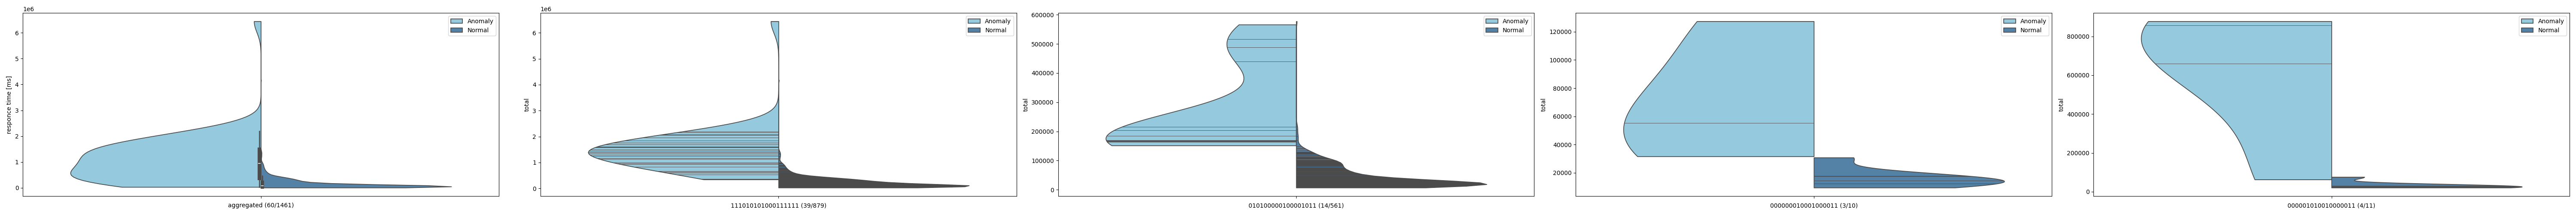 1e6
Anomaly
Normal
6
5
4
3
2
1
0
responce time [ms]
aggregated (60/1461)
1e6
Anomaly
Normal
6
5
4
3
2
1
0
total
111010101000111111 (39/879)
600000
500000
400000
300000
200000
100000
0
Anomaly
Normal
total
010100000100001011 (14/561)
120000
100000
80000
60000
40000
20000
Anomaly
Normal
total
000000010001000011 (3/10)
800000
600000
400000
200000
0
Anomaly
Normal
total
000001010010000011 (4/11)